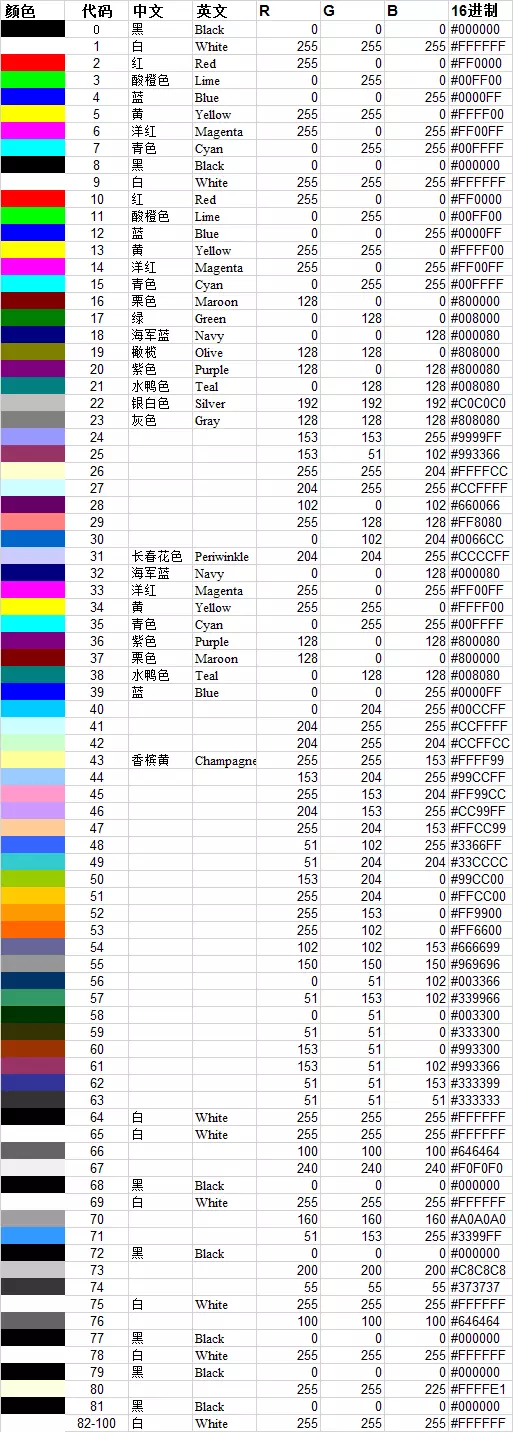 颜色 代码 中文 英文 R G B 16进制
0 黑 Black 0 0 0 #000000
1 白 White 255 255 255 #FFFFFF
2 红 Red 255 0 0 #FF0000
3 酸橙色 Lime 0 255 0 #00FF00
4 蓝 Blue 0 0 255 #0000FF
5 黄 Yellow 255 255 0 #FFFF00
6 洋红 Magenta 255 0 255 #FF00FF
7 青色 Cyan 0 255 255 #00FFFF
8 黑 Black 0 0 0 #000000
9 白 White 255 255 255 #FFFFFF
10 红 Red 255 0 0 #FF0000
11 酸橙色 Lime 0 255 0 #00FF00
12 蓝 Blue 0 0 255 #0000FF
13 黄 Yellow 255 255 0 #FFFF00
14 洋红 Magenta 255 0 255 #FF00FF
15 青色 Cyan 0 255 255 #00FFFF
16 栗色 Maroon 128 0 0 #800000
17 绿 Green 0 128 0 #008000
18 海军蓝 Navy 0 0 128 #000080
19 橄榄 Olive 128 128 0 #808000
20 紫色 Purple 128 0 128 #800080
21 水鸭色 Teal 0 128 128 #008080
22 银白色 Silver 192 192 192 #C0C0C0
23 灰色 Gray 128 128 128 #808080
24 153 153 255 #9999FF
25 153 51 102 #993366
26 255 255 204 #FFFFCC
27 204 255 255 #CCFFFF
28 102 0 102 #660066
29 255 128 128 #FF8080
30 0 102 204 #0066CC
31 长春花色 Periwinkle 204 204 255 #CCCCFF
32 海军蓝 Navy 0 0 128 #000080
33 洋红 Magenta 255 0 255 #FF00FF
34 黄 Yellow 255 255 0 #FFFF00
35 青色 Cyan 0 255 255 #00FFFF
36 紫色 Purple 128 0 128 #800080
37 栗色 Maroon 128 0 0 #800000
38 水鸭色 Teal 0 128 128 #008080
39 蓝 Blue 0 0 255 #0000FF
40 0 204 255 #00CCFF
41 204 255 255 #CCFFFF
42 204 255 204 #CCFFCC
43 香槟黄 Champagne 255 255 153 #FFFF99
44 153 204 255 #99CCFF
45 255 153 204 #FF99CC
46 204 153 255 #CC99FF
47 255 204 153 #FFCC99
48 51 102 255 #3366FF
49 51 204 204 #33CCCC
50 153 204 0 #99CC00
51 255 204 0 #FFCC00
52 255 153 0 #FF9900
53 255 102 0 #FF6600
54 102 102 153 #666699
55 150 150 150 #969696
56 0 51 102 #003366
57 51 153 102 #339966
58 0 51 0 #003300
59 51 51 0 #333300
60 153 51 0 #993300
61 153 51 102 #993366
62 51 51 153 #333399
63 51 51 51 #333333
64 白 White 255 255 255 #FFFFFF
65 白 White 255 255 255 #FFFFFF
66 100 100 100 #646464
67 240 240 240 #F0F0F0
68 黑 Black 0 0 0 #000000
69 白 White 255 255 255 #FFFFFF
70 160 160 160 #A0A0A0
71 51 153 255 #3399FF
72 黑 Black 0 0 0 #000000
73 200 200 200 #C8C8C8
74 55 55 55 #373737
75 白 White 255 255 255 #FFFFFF
76 100 100 100 #646464
77 黑 Black 0 0 0 #000000
78 白 White 255 255 255 #FFFFFF
79 黑 Black 0 0 0 #000000
80 255 255 225 #FFFFE1
81 黑 Black 0 0 0 #000000
82-100 白 White 255 255 255 #FFFFFF